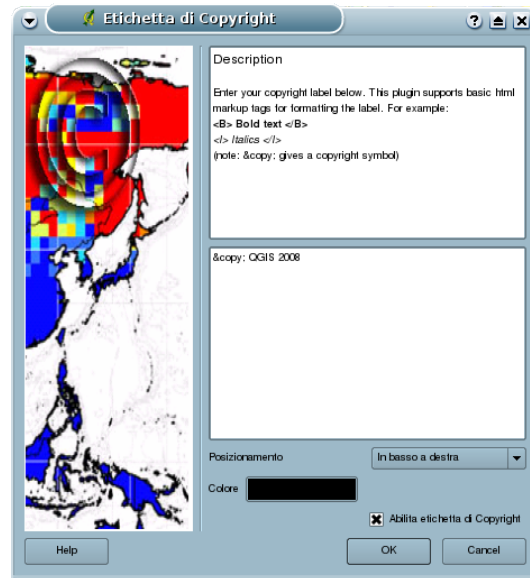 Etichetta di Copyright
Description
Enter your copyright label below. This plugin supports basic html
markup tags for formatting the label. For example:
<B> Bold text </B>
<I> Italics </I>
(note: &copy; gives a copyright symbol)
&copy; QGIS 2008
Posizionamento
In basso a destra
Colore
Abilita etichetta di Copyright
Help
OK
Cancel